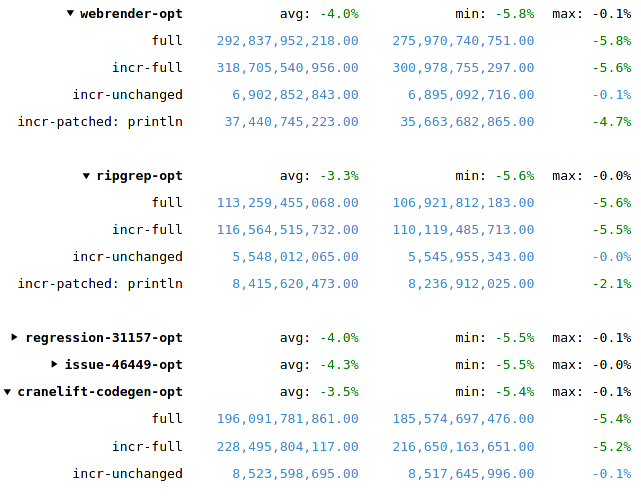 ▼ webrender-opt avg: -4.0% min: -5.8% max: -0.1%
full 292,837,952,218.00 275,970,740,751.00 -5.8%
incr-full 318,705,540,956.00 300,978,755,297.00 -5.6%
incr-unchanged 6,902,852,843.00 6,895,092,716.00 -0.1%
incr-patched: println 37,440,745,223.00 35,663,682,865.00 -4.7%
▼ ripgrep-opt avg: -3.3% min: -5.6% max: -0.0%
full 113,259,455,068.00 106,921,812,183.00 -5.6%
incr-full 116,564,515,732.00 110,119,485,713.00 -5.5%
incr-unchanged 5,548,012,065.00 5,545,955,343.00 -0.0%
incr-patched: println 8,415,620,473.00 8,236,912,025.00 -2.1%
▶ regression-31157-opt avg: -4.0% min: -5.5% max: -0.1%
▶ issue-46449-opt avg: -4.3% min: -5.5% max: -0.0%
▼ cranelift-codegen-opt avg: -3.5% min: -5.4% max: -0.1%
full 196,091,781,861.00 185,574,697,476.00 -5.4%
incr-full 228,495,804,117.00 216,650,163,651.00 -5.2%
incr-unchanged 8,523,598,695.00 8,517,645,996.00 -0.1%